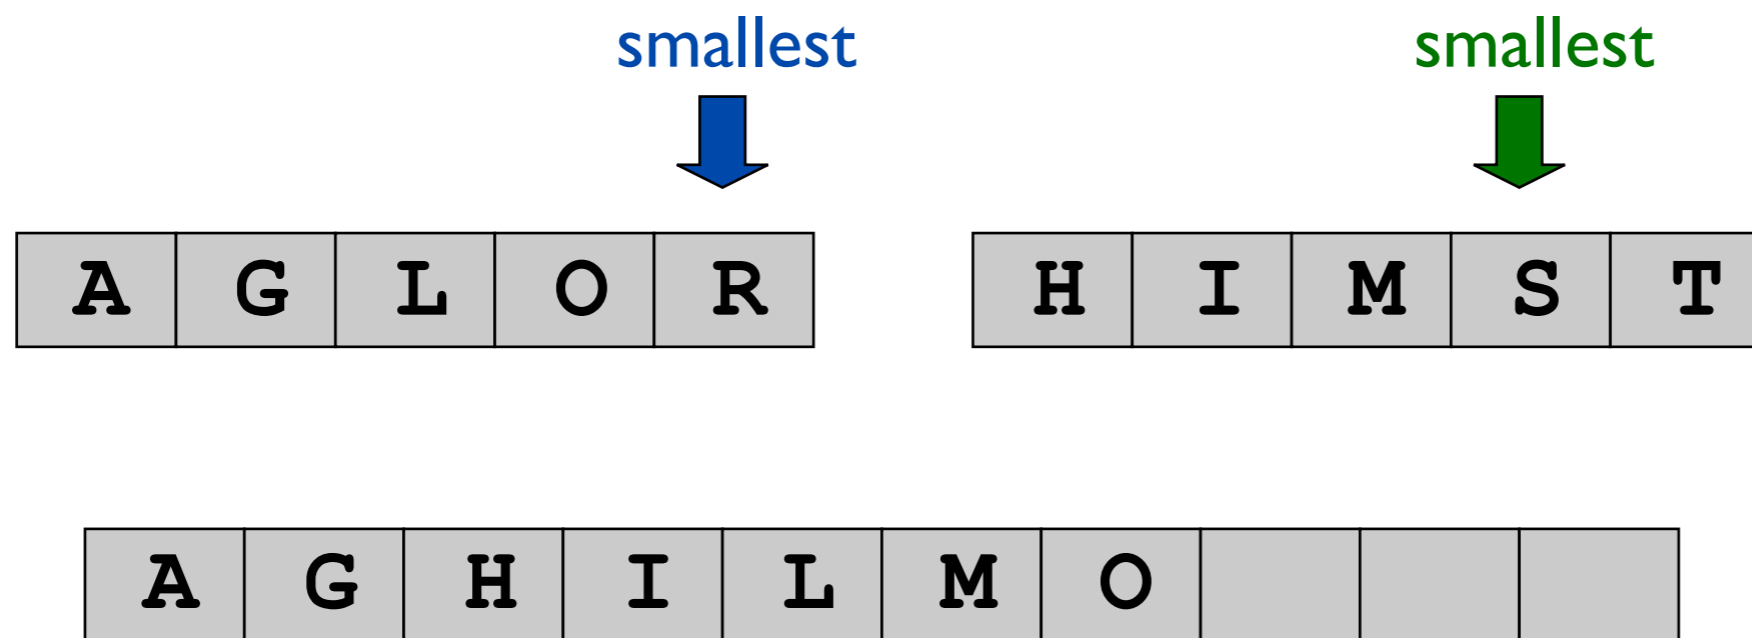 smallest smallest
A G L O R H I M S T
A G H I L M O